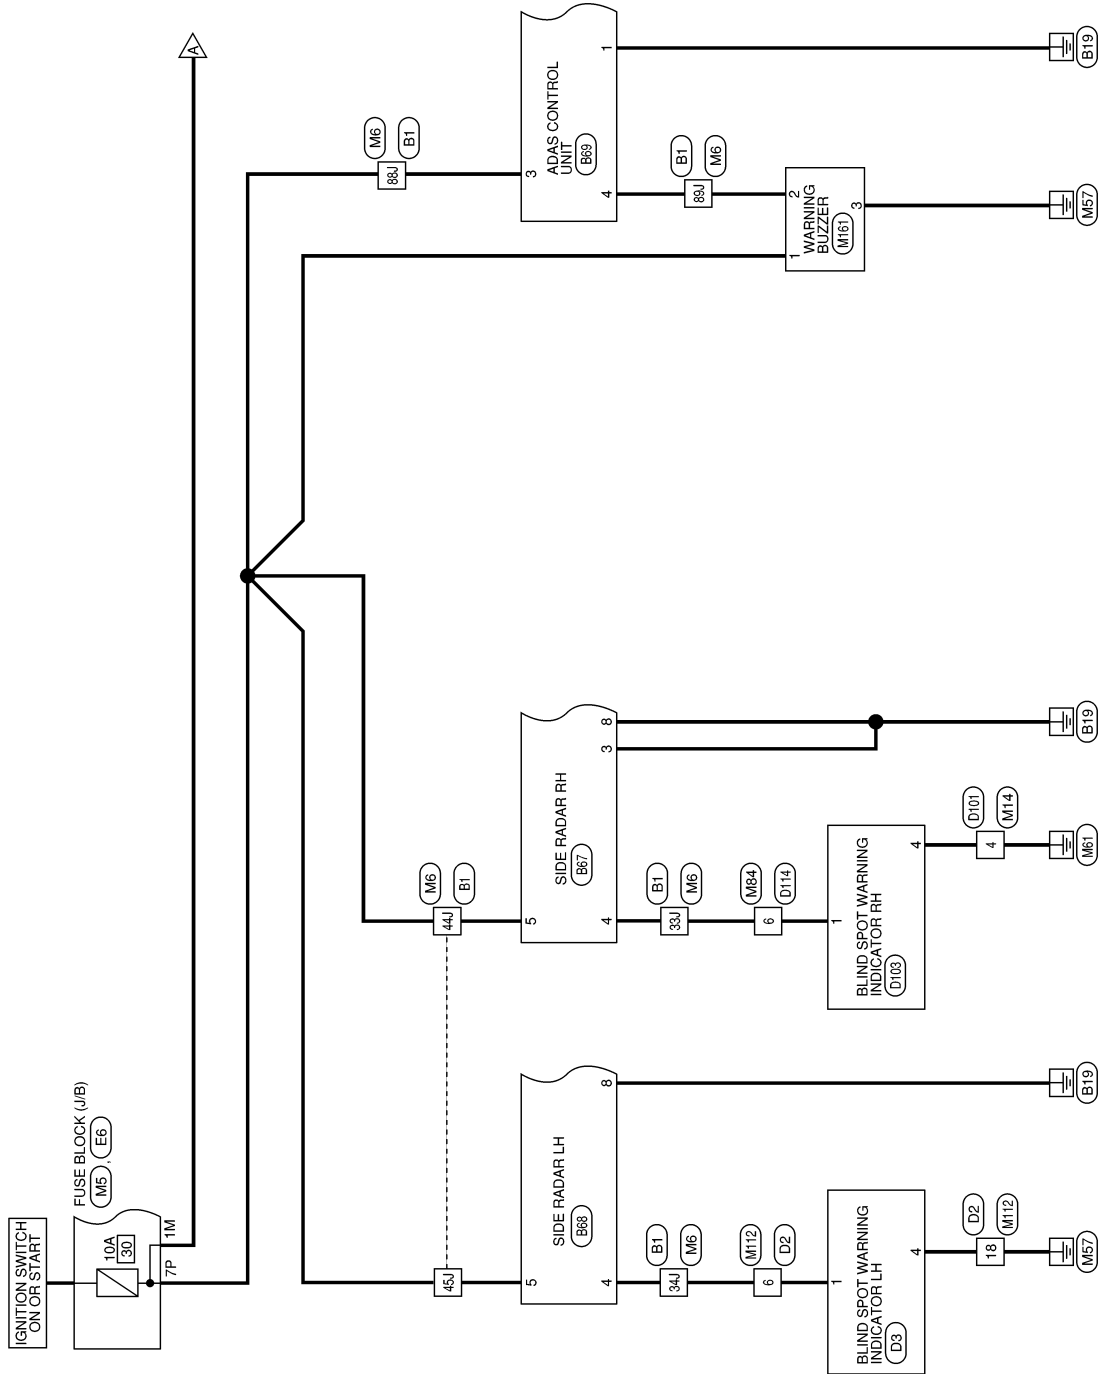 IGNITION SWITCH
ON OR START
FUSE BLOCK (J/B)
M5 , E6
10A
30
7P
1M
A
M6
B1
45J
44J
M6
B1
88J
SIDE RADAR LH
B68
5
4
8
SIDE RADAR RH
B67
5
4
3
8
ADAS CONTROL
UNIT
B69
3
4
1
B1
M6
34J
B1
M6
33J
B1
M6
89J
M112
D2
6
M84
D114
6
WARNING
BUZZER
M161
1
2
3
BLIND SPOT WARNING
INDICATOR LH
D3
1
4
BLIND SPOT WARNING
INDICATOR RH
D103
1
4
D2
M112
18
D101
M14
4
M57
B19
M61
B19
M57
B19